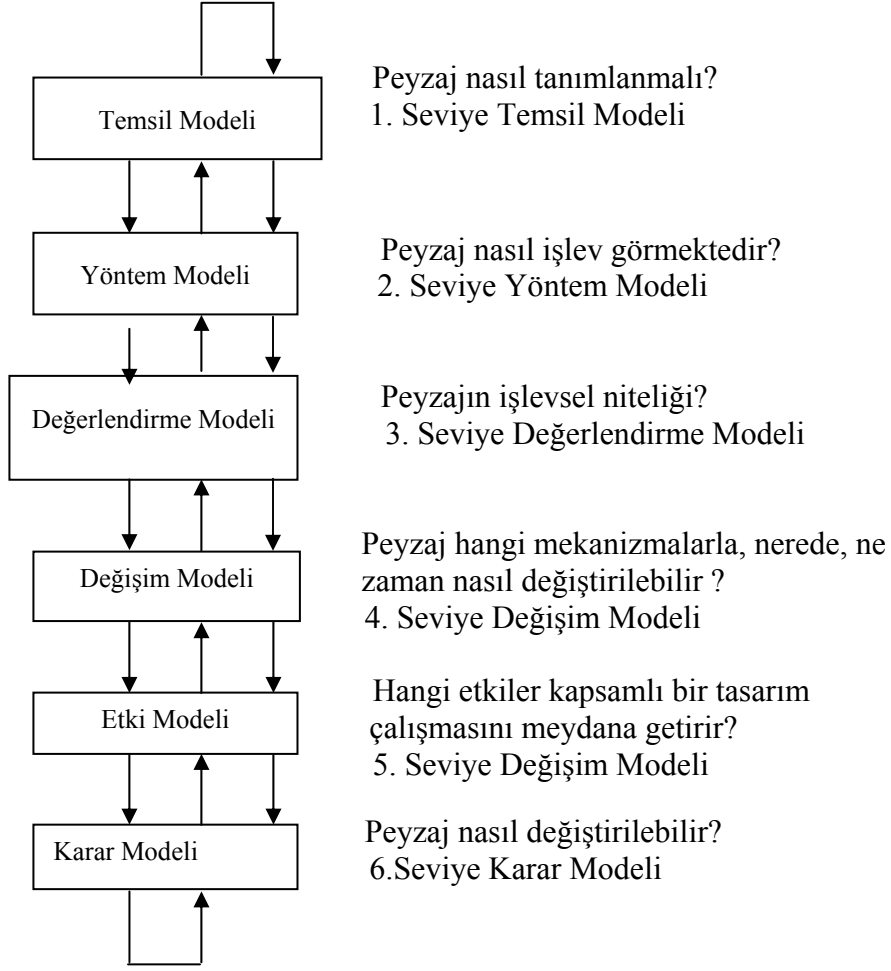 Temsil Modeli
Peyzaj nasıl tanımlanmalı?
1. Seviye Temsil Modeli
Yöntem Modeli
Peyzaj nasıl işlev görmektedir?
2. Seviye Yöntem Modeli
Değerlendirme Modeli
Peyzajın işlevsel niteliği?
3. Seviye Değerlendirme Modeli
Değişim Modeli
Peyzaj hangi mekanizmalarla, nerede, ne
zaman nasıl değiştirilebilir ?
4. Seviye Değişim Modeli
Etki Modeli
Hangi etkiler kapsamlı bir tasarım
çalışmasını meydana getirir?
5. Seviye Değişim Modeli
Karar Modeli
Peyzaj nasıl değiştirilebilir?
6.Seviye Karar Modeli